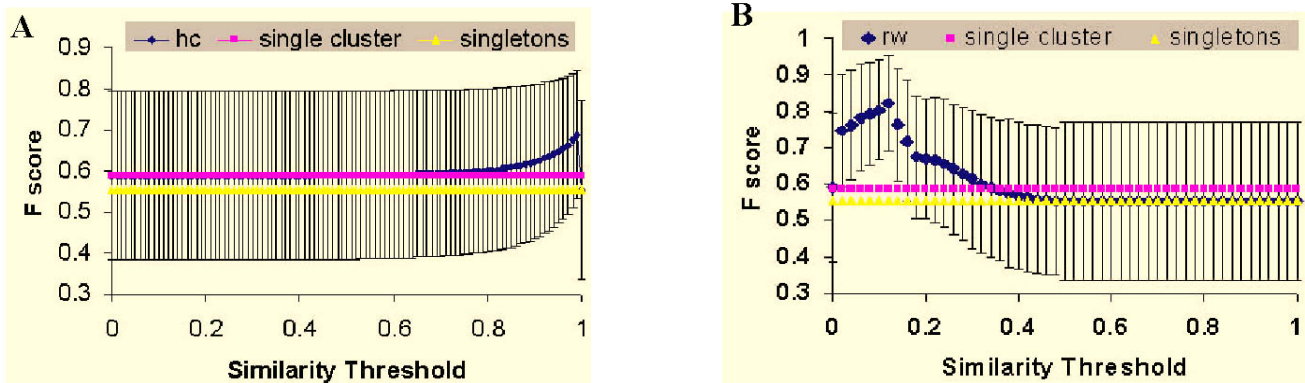 A
hc single cluster singletons
0.9
0.8
0.7
0.6
0.5
0.4
0.3
F score
0 0.2 0.4 0.6 0.8 1
Similarity Threshold
B
rw single cluster singletons
1
0.9
0.8
0.7
0.6
0.5
0.4
0.3
F score
0 0.2 0.4 0.6 0.8 1
Similarity Threshold